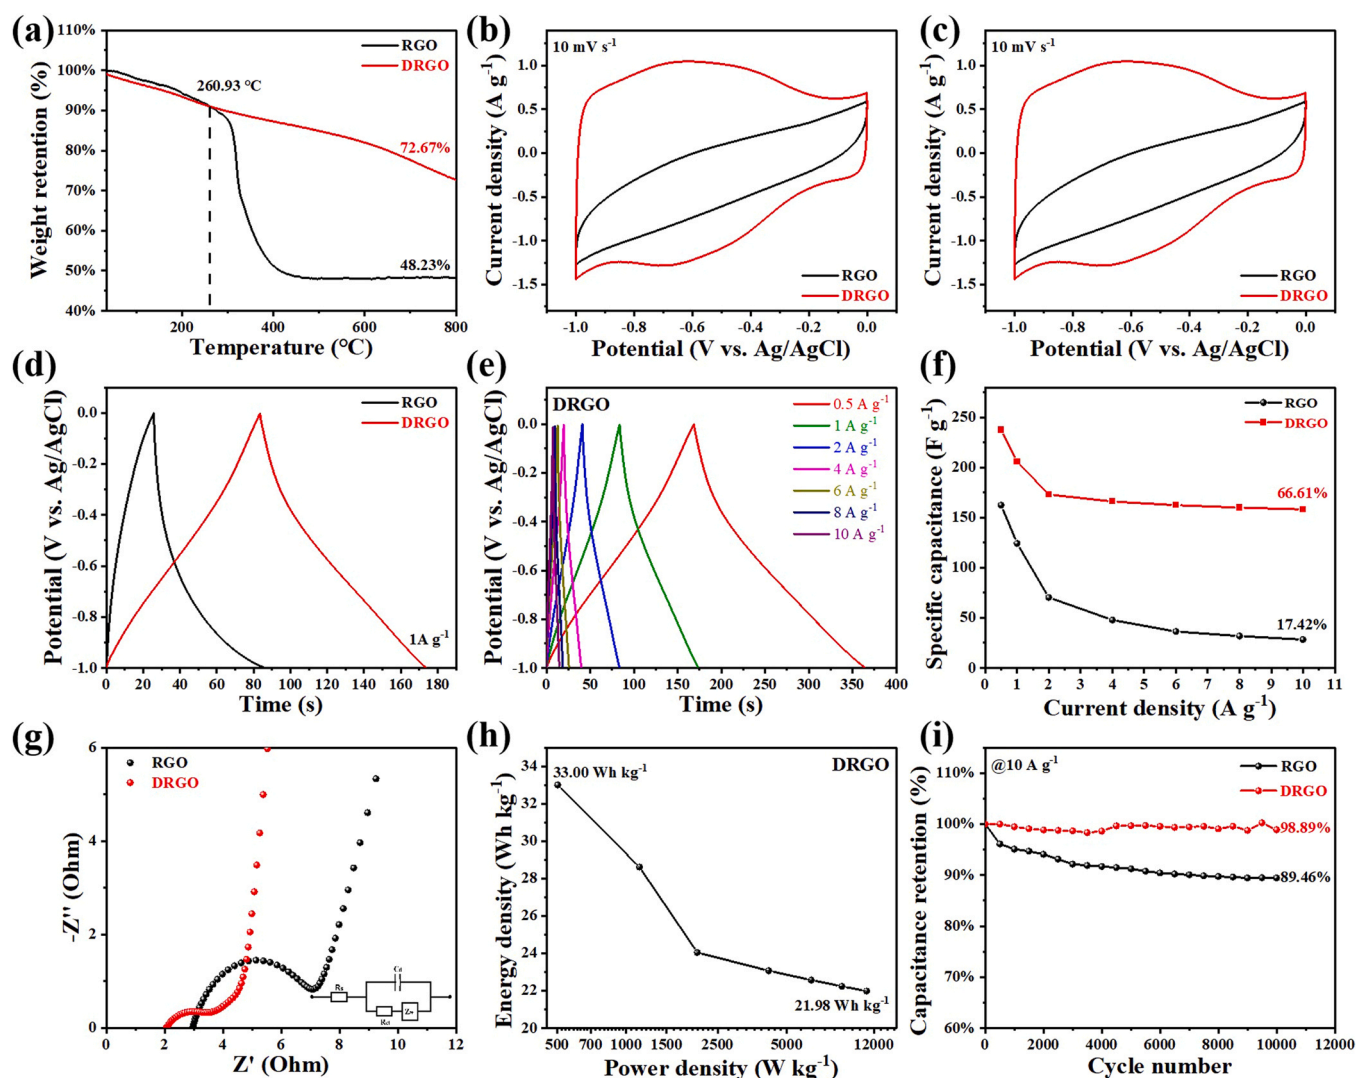 (a)
110%
100%
90%
80%
70%
60%
50%
40%
Weight retention (%)
RGO
DRGO
260.93 °C
72.67%
48.23%
200
400
600
800
Temperature (°C)
(b)
10 mV s-1
1.0
0.5
0.0
-0.5
-1.0
-1.5
Current density (A g-1)
RGO
DRGO
-1.0
-0.8
-0.6
-0.4
-0.2
0.0
Potential (V vs. Ag/AgCl)
(c)
10 mV s-1
1.0
0.5
0.0
-0.5
-1.0
-1.5
Current density (A g-1)
RGO
DRGO
-1.0
-0.8
-0.6
-0.4
-0.2
0.0
Potential (V vs. Ag/AgCl)
(d)
0.0
-0.2
-0.4
-0.6
-0.8
-1.0
Potential (V vs. Ag/AgCl)
RGO
DRGO
1A g-1
0
20
40
60
80
100
120
140
160
180
Time (s)
(e)
DRGO
0.0
-0.2
-0.4
-0.6
-0.8
-1.0
Potential (V vs. Ag/AgCl)
0.5 A g-1
1 A g-1
2 A g-1
4 A g-1
6 A g-1
8 A g-1
10 A g-1
0
50
100
150
200
250
300
350
400
Time (s)
(f)
250
200
150
100
50
0
Specific capacitance (F g-1)
RGO
DRGO
66.61%
17.42%
0
1
2
3
4
5
6
7
8
9
10
11
Current density (A g-1)
(g)
6
4
2
0
-Z'' (Ohm)
RGO
DRGO
Cd
Rs
Rct
Zw
0
2
4
6
8
10
12
Z' (Ohm)
(h)
34
32
30
28
26
24
22
20
Energy density (Wh kg-1)
33.00 Wh kg-1
DRGO
21.98 Wh kg-1
500
700
1000
1500
2500
5000
7500
12000
Power density (W kg-1)
(i)
110%
100%
90%
80%
70%
60%
Capacitance retention (%)
@10 A g-1
RGO
DRGO
98.89%
89.46%
0
2000
4000
6000
8000
10000
12000
Cycle number